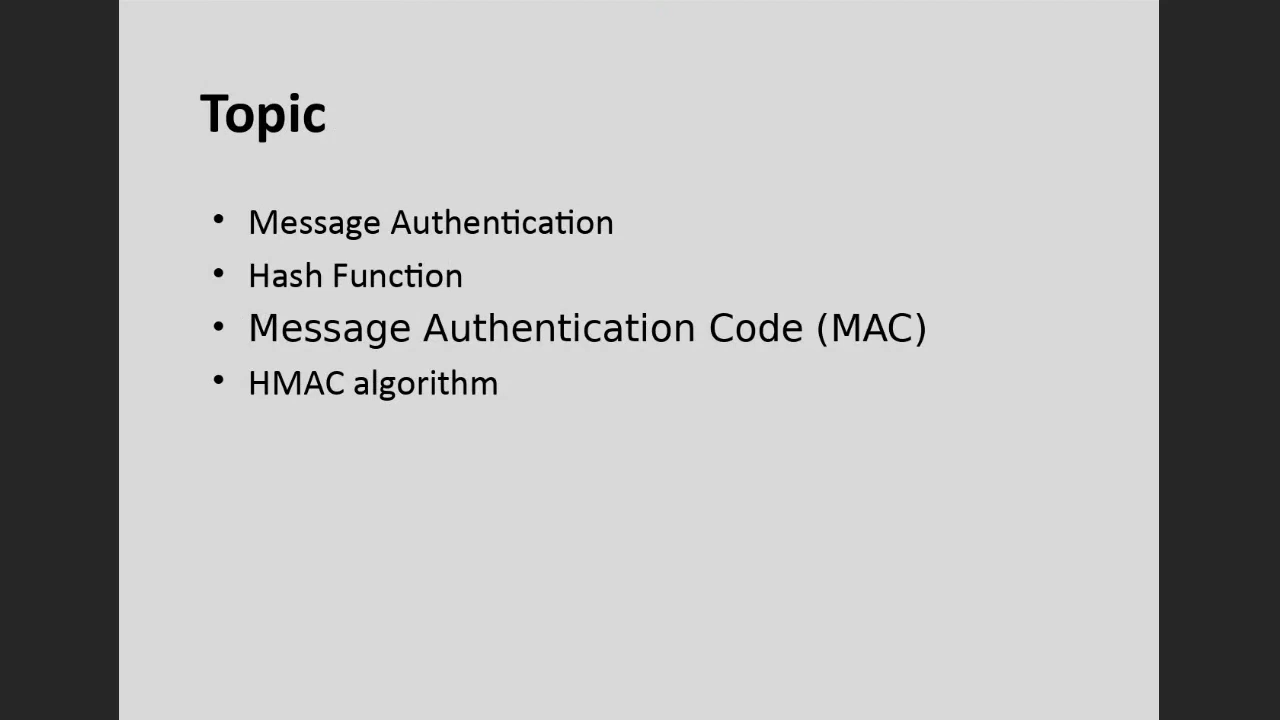 Topic
• Message Authentication
• Hash Function
• Message Authentication Code (MAC)
• HMAC algorithm